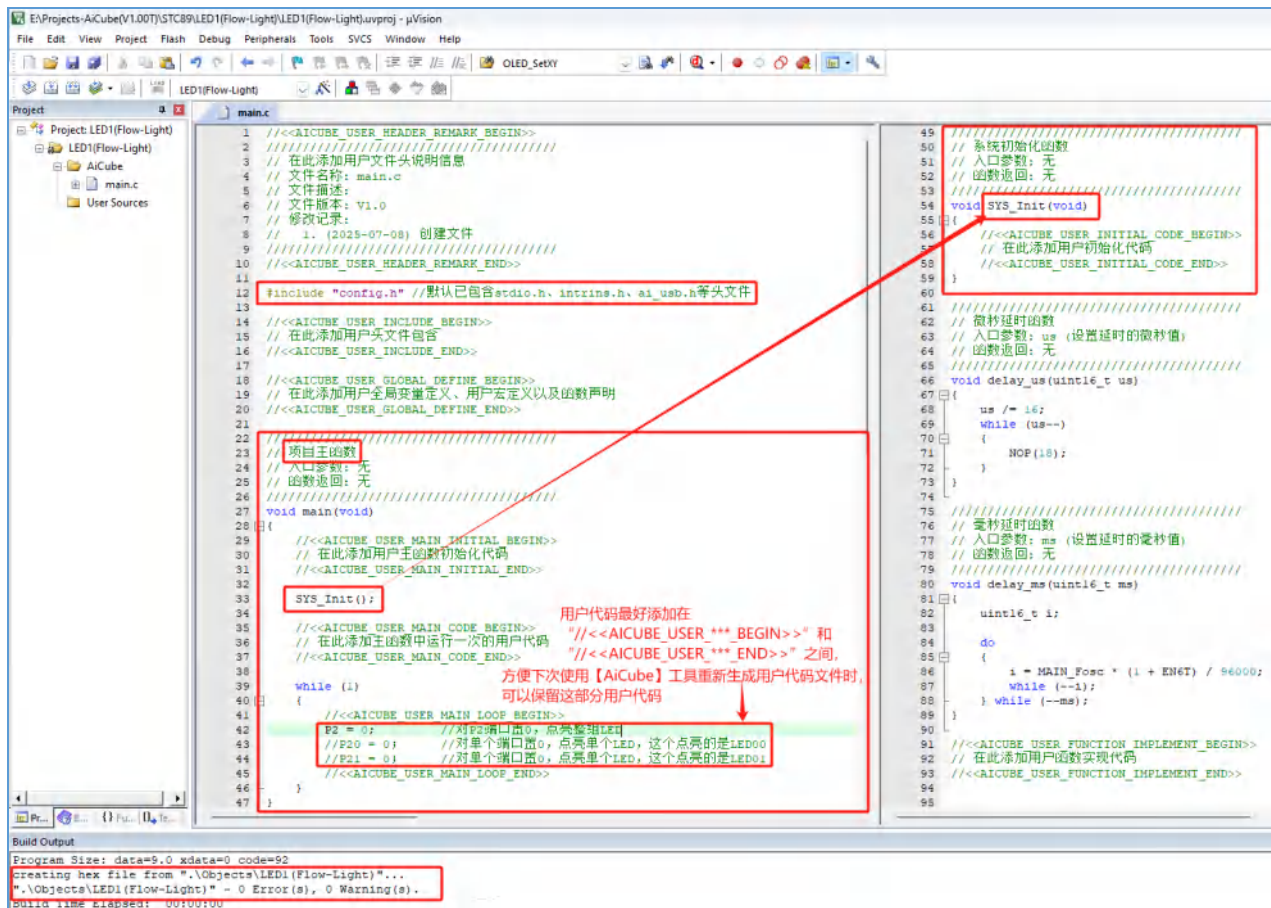 E:\Projects-AiCube(V1.00T)\STC89\LED1(Flow-Light)\LED1(Flow-Light).uvproj - µVision
File Edit View Project Flash Debug Peripherals Tools SVCS Window Help
OLED_SetXY
LED1(Flow-Light)
Project
Project: LED1(Flow-Light)
LED1(Flow-Light)
AiCube
main.c
User Sources
main.c
1 //<<AICUBE_USER_HEADER_REMARK_BEGIN>>
2 ////////////////////////////////////////
3 // 在此添加用户文件头说明信息
4 // 文件名称: main.c
5 // 文件描述:
6 // 文件版本: V1.0
7 // 修改记录:
8 // 1. (2025-07-08) 创建文件
9 ////////////////////////////////////////
10 //<<AICUBE_USER_HEADER_REMARK_END>>
11
12 #include "config.h" //默认已包含stdio.h、intrins.h、ai_usb.h等头文件
13
14 //<<AICUBE_USER_INCLUDE_BEGIN>>
15 // 在此添加用户头文件包含
16 //<<AICUBE_USER_INCLUDE_END>>
17
18 //<<AICUBE_USER_GLOBAL_DEFINE_BEGIN>>
19 // 在此添加用户全局变量定义、用户宏定义以及函数声明
20 //<<AICUBE_USER_GLOBAL_DEFINE_END>>
21
22 ////////////////////////////////////////
23 // 项目主函数
24 // 入口参数: 无
25 // 函数返回: 无
26 ////////////////////////////////////////
27 void main(void)
28 {
29 //<<AICUBE_USER_MAIN_INITIAL_BEGIN>>
30 // 在此添加用户主函数初始化代码
31 //<<AICUBE_USER_MAIN_INITIAL_END>>
32
33 SYS_Init();
34
35 //<<AICUBE_USER_MAIN_CODE_BEGIN>>
36 // 在此添加主函数中运行一次的用户代码
37 //<<AICUBE_USER_MAIN_CODE_END>>
38
39 while (1)
40 {
41 //<<AICUBE_USER_MAIN_LOOP_BEGIN>>
42 P2 = 0; //对P2端口置0，点亮整组LED
43 //P20 = 0; //对单个端口置0，点亮单个LED，这个点亮的是LED00
44 //P21 = 0; //对单个端口置0，点亮单个LED，这个点亮的是LED01
45 //<<AICUBE_USER_MAIN_LOOP_END>>
46 }
47 }
用户代码最好添加在
"//<<AICUBE_USER_***_BEGIN>>" 和
"//<<AICUBE_USER_***_END>>" 之间,
方便下次使用【AiCube】工具重新生成用户代码文件时，
可以保留这部分用户代码
49 ////////////////////////////////////////
50 // 系统初始化函数
51 // 入口参数: 无
52 // 函数返回: 无
53 ////////////////////////////////////////
54 void SYS_Init(void)
55 {
56 //<<AICUBE_USER_INITIAL_CODE_BEGIN>>
57 // 在此添加用户初始化代码
58 //<<AICUBE_USER_INITIAL_CODE_END>>
59 }
60
61 ////////////////////////////////////////
62 // 微秒延时函数
63 // 入口参数: us (设置延时的微秒值)
64 // 函数返回: 无
65 ////////////////////////////////////////
66 void delay_us(uint16_t us)
67 {
68 us /= 16;
69 while (us--)
70 {
71 NOP(18);
72 }
73 }
74
75 ////////////////////////////////////////
76 // 毫秒延时函数
77 // 入口参数: ms (设置延时的毫秒值)
78 // 函数返回: 无
79 ////////////////////////////////////////
80 void delay_ms(uint16_t ms)
81 {
82 uint16_t i;
83
84 do
85 {
86 i = MAIN_Fosc * (1 + EN6T) / 96000;
87 while (--i);
88 } while (--ms);
89 }
90
91 //<<AICUBE_USER_FUNCTION_IMPLEMENT_BEGIN>>
92 // 在此添加用户函数实现代码
93 //<<AICUBE_USER_FUNCTION_IMPLEMENT_END>>
94
95
Pr... {} Fu...
Build Output
Program Size: data=9.0 xdata=0 code=92
creating hex file from ".\Objects\LED1(Flow-Light)"...
".\Objects\LED1(Flow-Light)" - 0 Error(s), 0 Warning(s).
Build Time Elapsed: 00:00:00